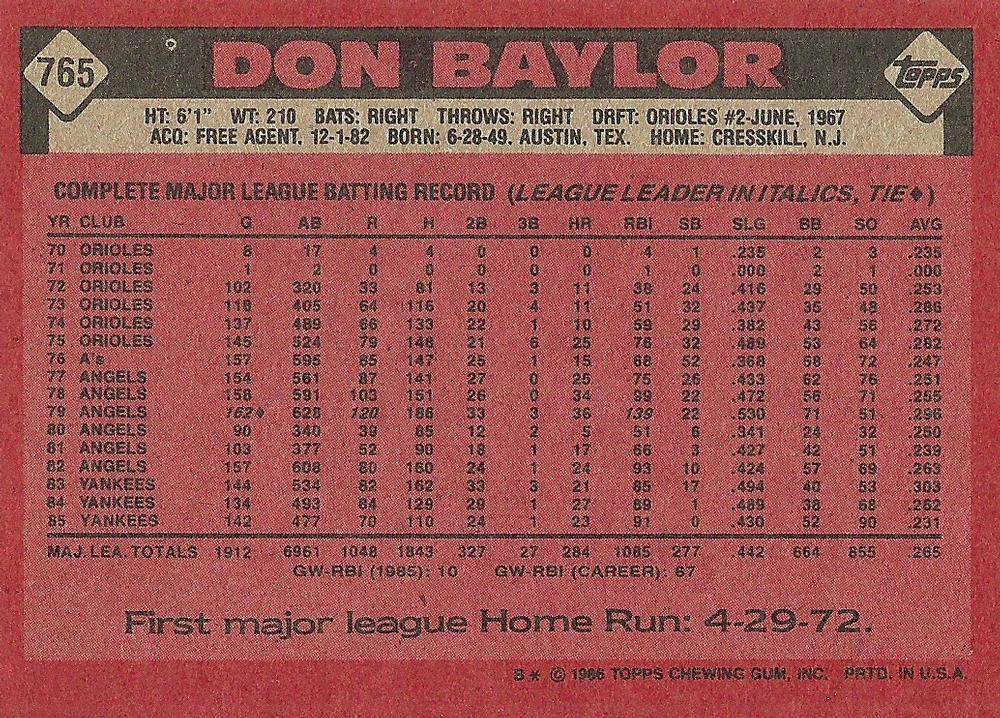 765 DON BAYLOR topps
HT: 6'1" WT: 210 BATS: RIGHT THROWS: RIGHT DRFT: ORIOLES #2-JUNE, 1967
ACQ: FREE AGENT, 12-1-82 BORN: 6-28-49, AUSTIN, TEX. HOME: CRESSKILL, N.J.
COMPLETE MAJOR LEAGUE BATTING RECORD (LEAGUE LEADER IN ITALICS, TIE♦)
YR CLUB G AB R H 2B 3B HR RBI SB SLG BB SO AVG
70 ORIOLES 8 17 4 4 0 0 0 4 1 .235 2 3 .235
71 ORIOLES 1 2 0 0 0 0 0 1 0 .000 2 1 .000
72 ORIOLES 102 320 33 81 13 3 11 38 24 .416 29 50 .253
73 ORIOLES 118 405 64 116 20 4 11 51 32 .437 35 48 .286
74 ORIOLES 137 489 66 133 22 1 10 59 29 .382 43 56 .272
75 ORIOLES 145 524 79 148 21 6 25 76 32 .489 53 64 .282
76 A's 157 595 85 147 25 1 15 68 52 .368 58 72 .247
77 ANGELS 154 561 87 141 27 0 25 75 26 .433 62 76 .251
78 ANGELS 158 591 103 151 26 0 34 99 22 .472 56 71 .255
79 ANGELS 162♦ 628 120 186 33 3 36 139 22 .530 71 51 .296
80 ANGELS 90 340 39 85 12 2 5 51 6 .341 24 32 .250
81 ANGELS 103 377 52 90 18 1 17 66 3 .427 42 51 .239
82 ANGELS 157 608 80 160 24 1 24 93 10 .424 57 69 .263
83 YANKEES 144 534 82 162 33 3 21 85 17 .494 40 53 .303
84 YANKEES 134 493 84 129 29 1 27 89 1 .489 38 68 .262
85 YANKEES 142 477 70 110 24 1 23 91 0 .430 52 90 .231
MAJ. LEA. TOTALS 1912 6961 1048 1843 327 27 284 1085 277 .442 664 855 .265
GW-RBI (1985): 10 GW-RBI (CAREER): 67
First major league Home Run: 4-29-72.
B * © 1986 TOPPS CHEWING GUM, INC. PRTD. IN U.S.A.